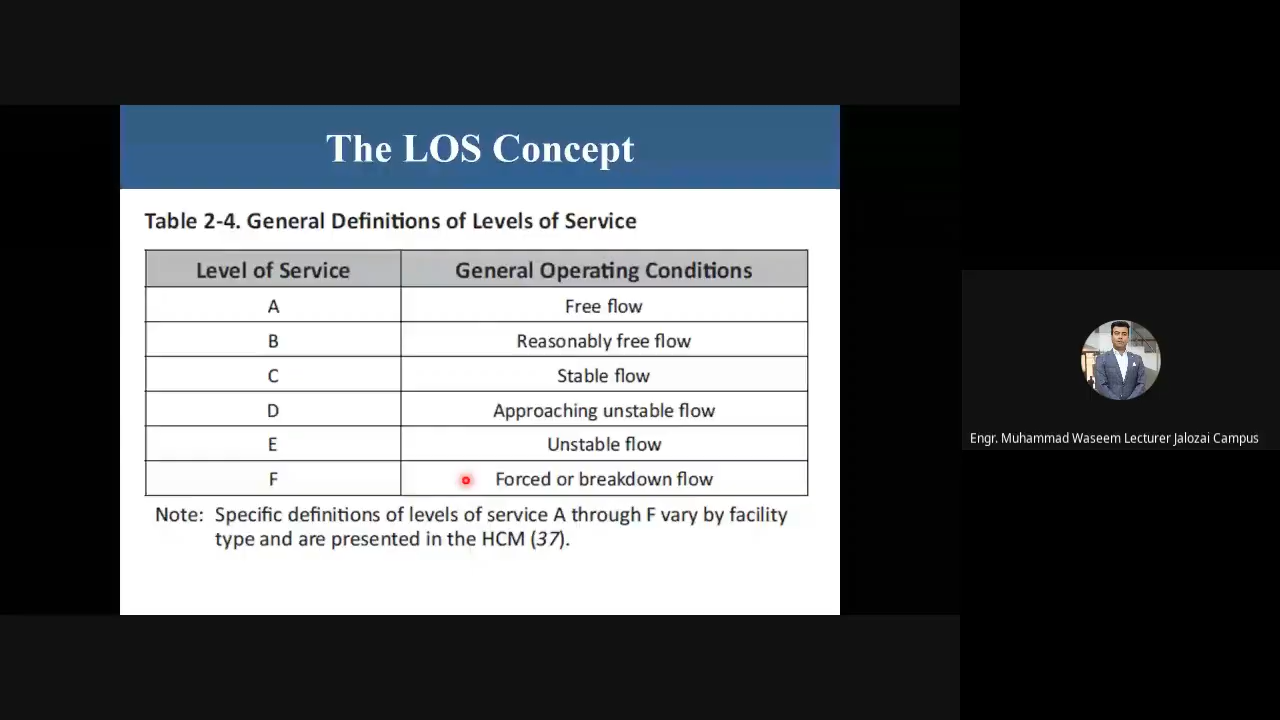 The LOS Concept
Table 2-4. General Definitions of Levels of Service
Level of Service General Operating Conditions
A Free flow
B Reasonably free flow
C Stable flow
D Approaching unstable flow
E Unstable flow
F Forced or breakdown flow
Note: Specific definitions of levels of service A through F vary by facility
type and are presented in the HCM (37).
Engr. Muhammad Waseem Lecturer Jalozai Campus